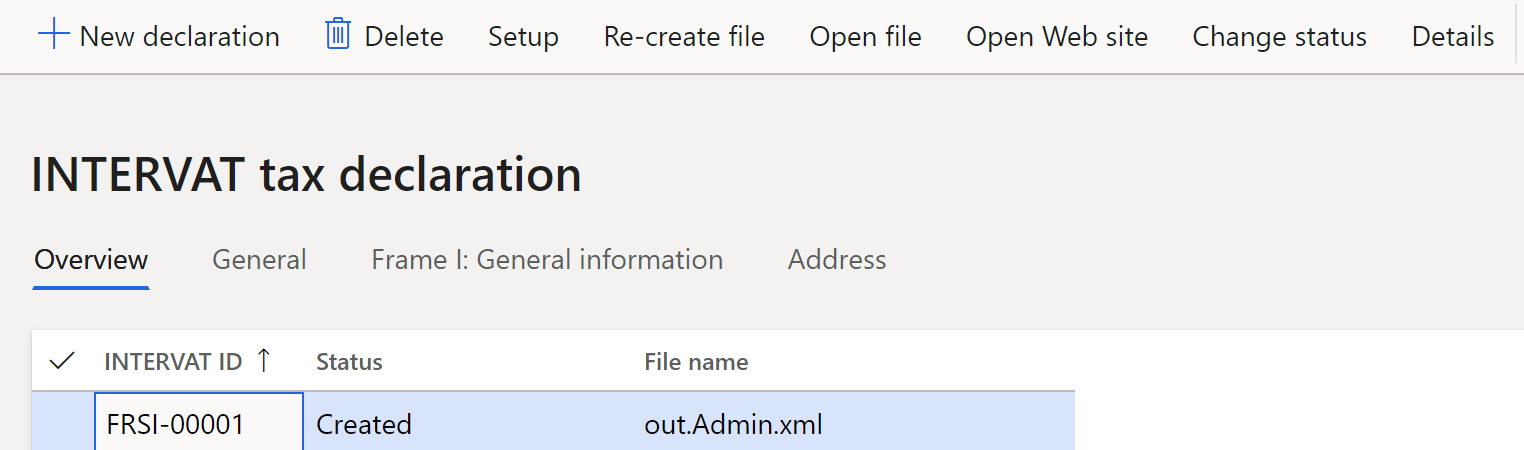 New declaration Delete Setup Re-create file Open file Open Web site Change status Details
INTERVAT tax declaration
Overview General Frame I: General information Address
INTERVAT ID Status File name
FRSI-00001 Created out.Admin.xml